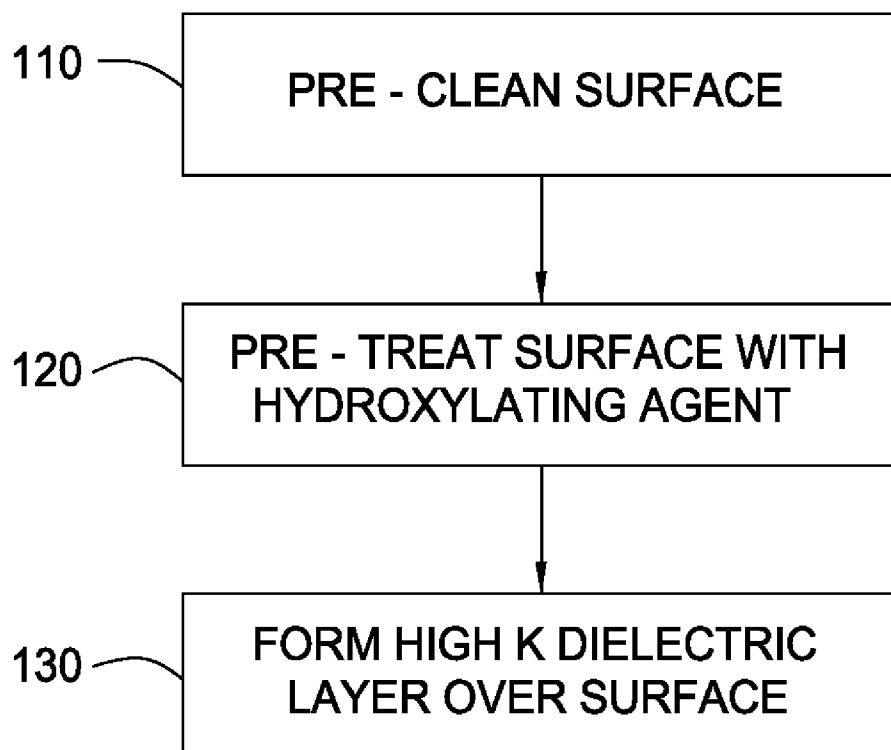 110
PRE - CLEAN SURFACE
120
PRE - TREAT SURFACE WITH
HYDROXYLATING AGENT
130
FORM HIGH K DIELECTRIC
LAYER OVER SURFACE